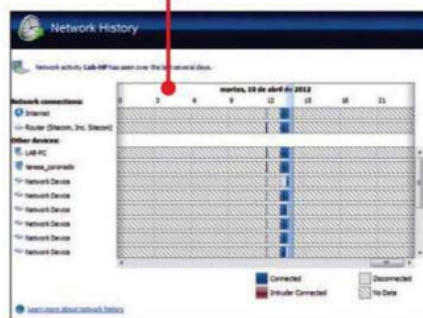 Network History
Network activity Lab-HP has seen over the last several days.
martes, 10 de abril de 2012
0 3 6 9 12 15 18 21
Network connections:
Internet
Router (Sitecom, Inc. Sitecom)
Other devices:
LAB-PC
teresa_coronado
Network Device
Network Device
Network Device
Network Device
Network Device
Network Device
Connected
Disconnected
Intruder Connected
No Data
Learn more about network history